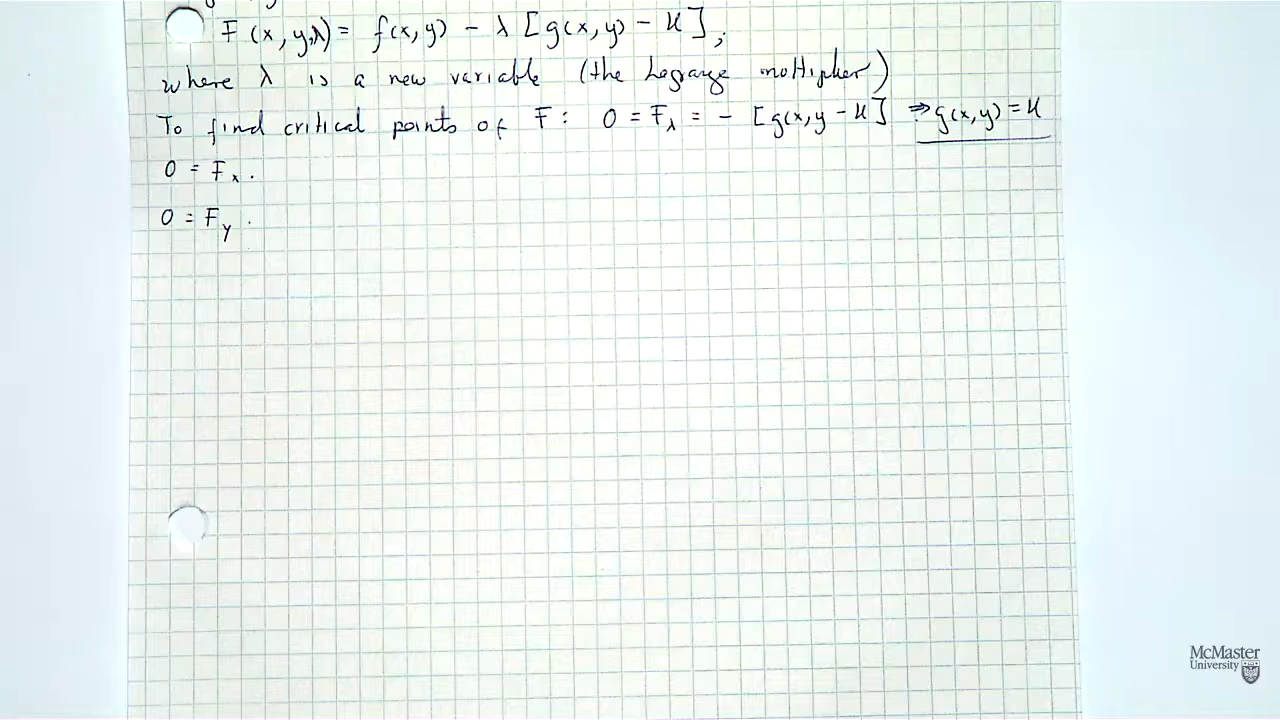 F (x, y, λ) = f(x, y) - λ [g(x, y) - K],
where λ is a new variable (the Lagrange moltipher)
To find critical points of F: 0 = F_λ = - [g(x, y - K] ⇒ g(x, y) = K
0 = F_x.
0 = F_y.
McMaster
University